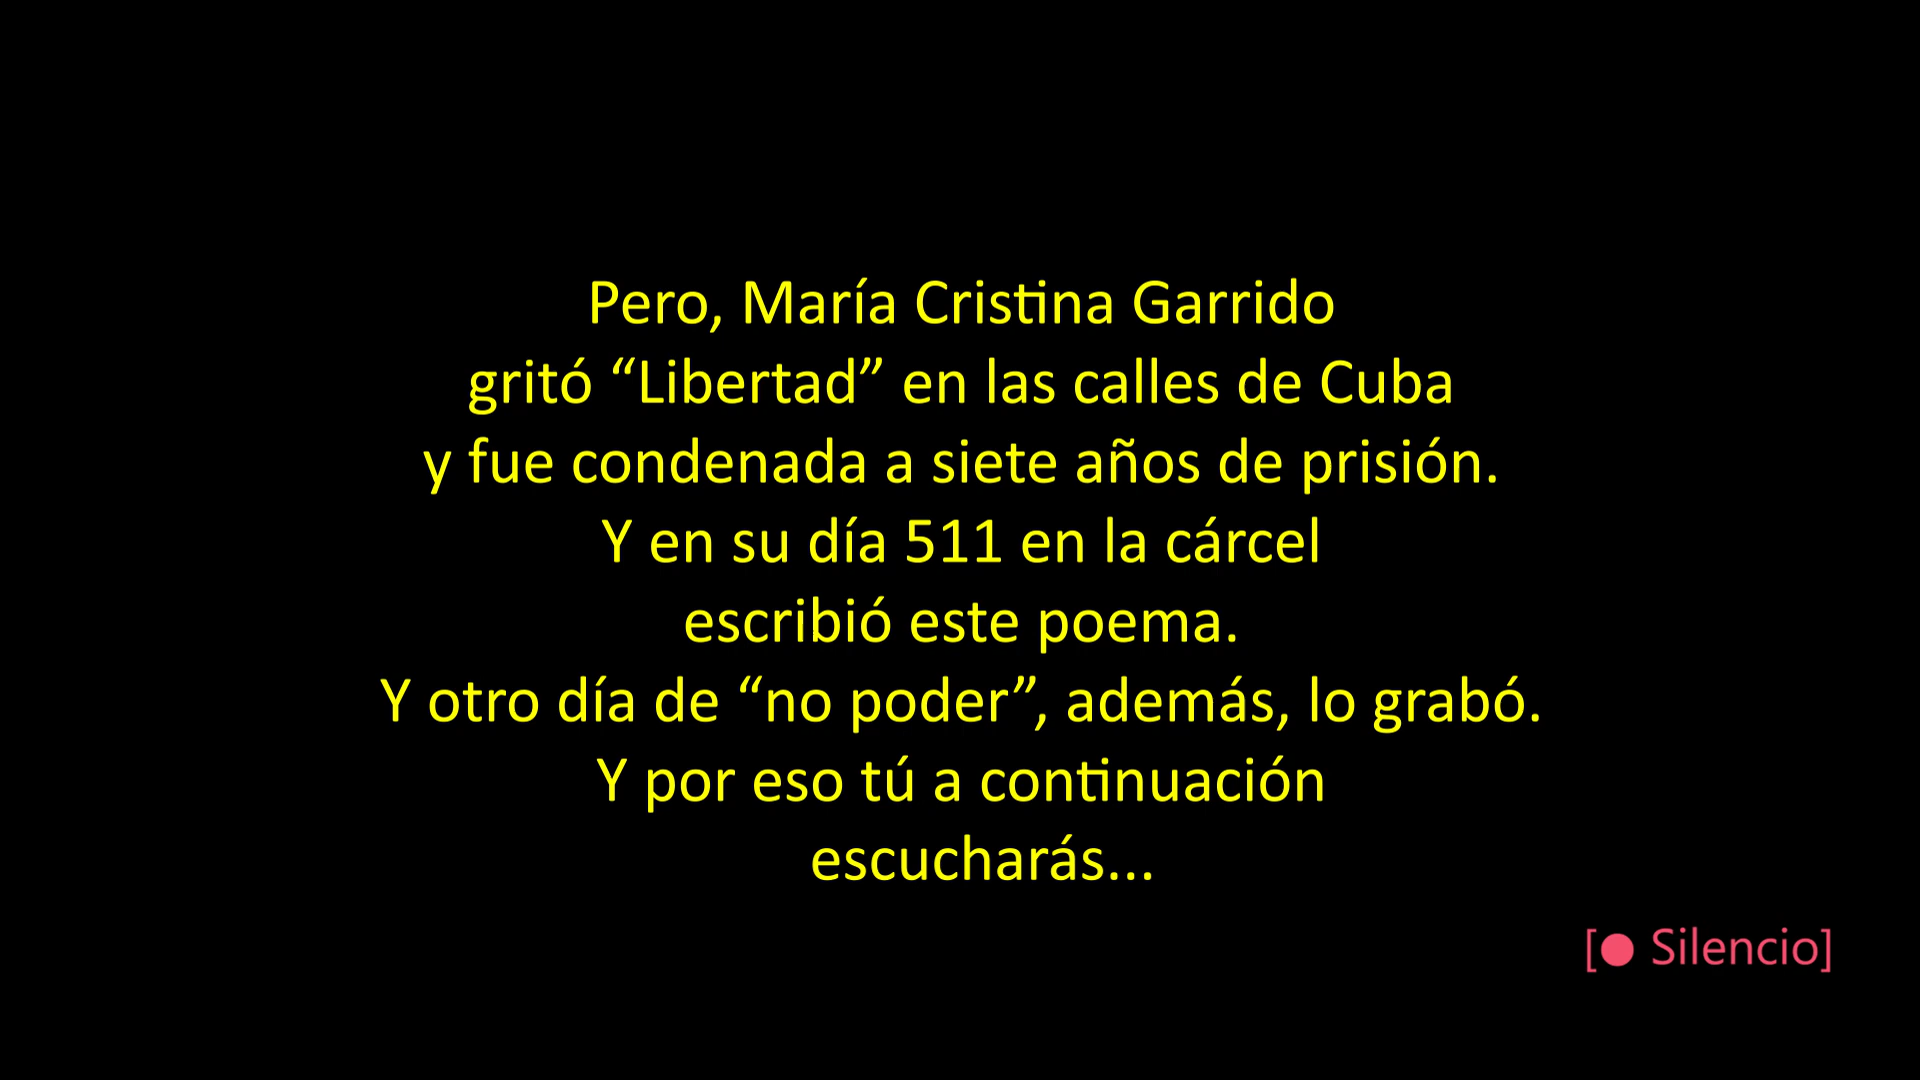 Pero, María Cristina Garrido
gritó “Libertad” en las calles de Cuba
y fue condenada a siete años de prisión.
Y en su día 511 en la cárcel
escribió este poema.
Y otro día de “no poder”, además, lo grabó.
Y por eso tú a continuación
escucharás...
[● Silencio]